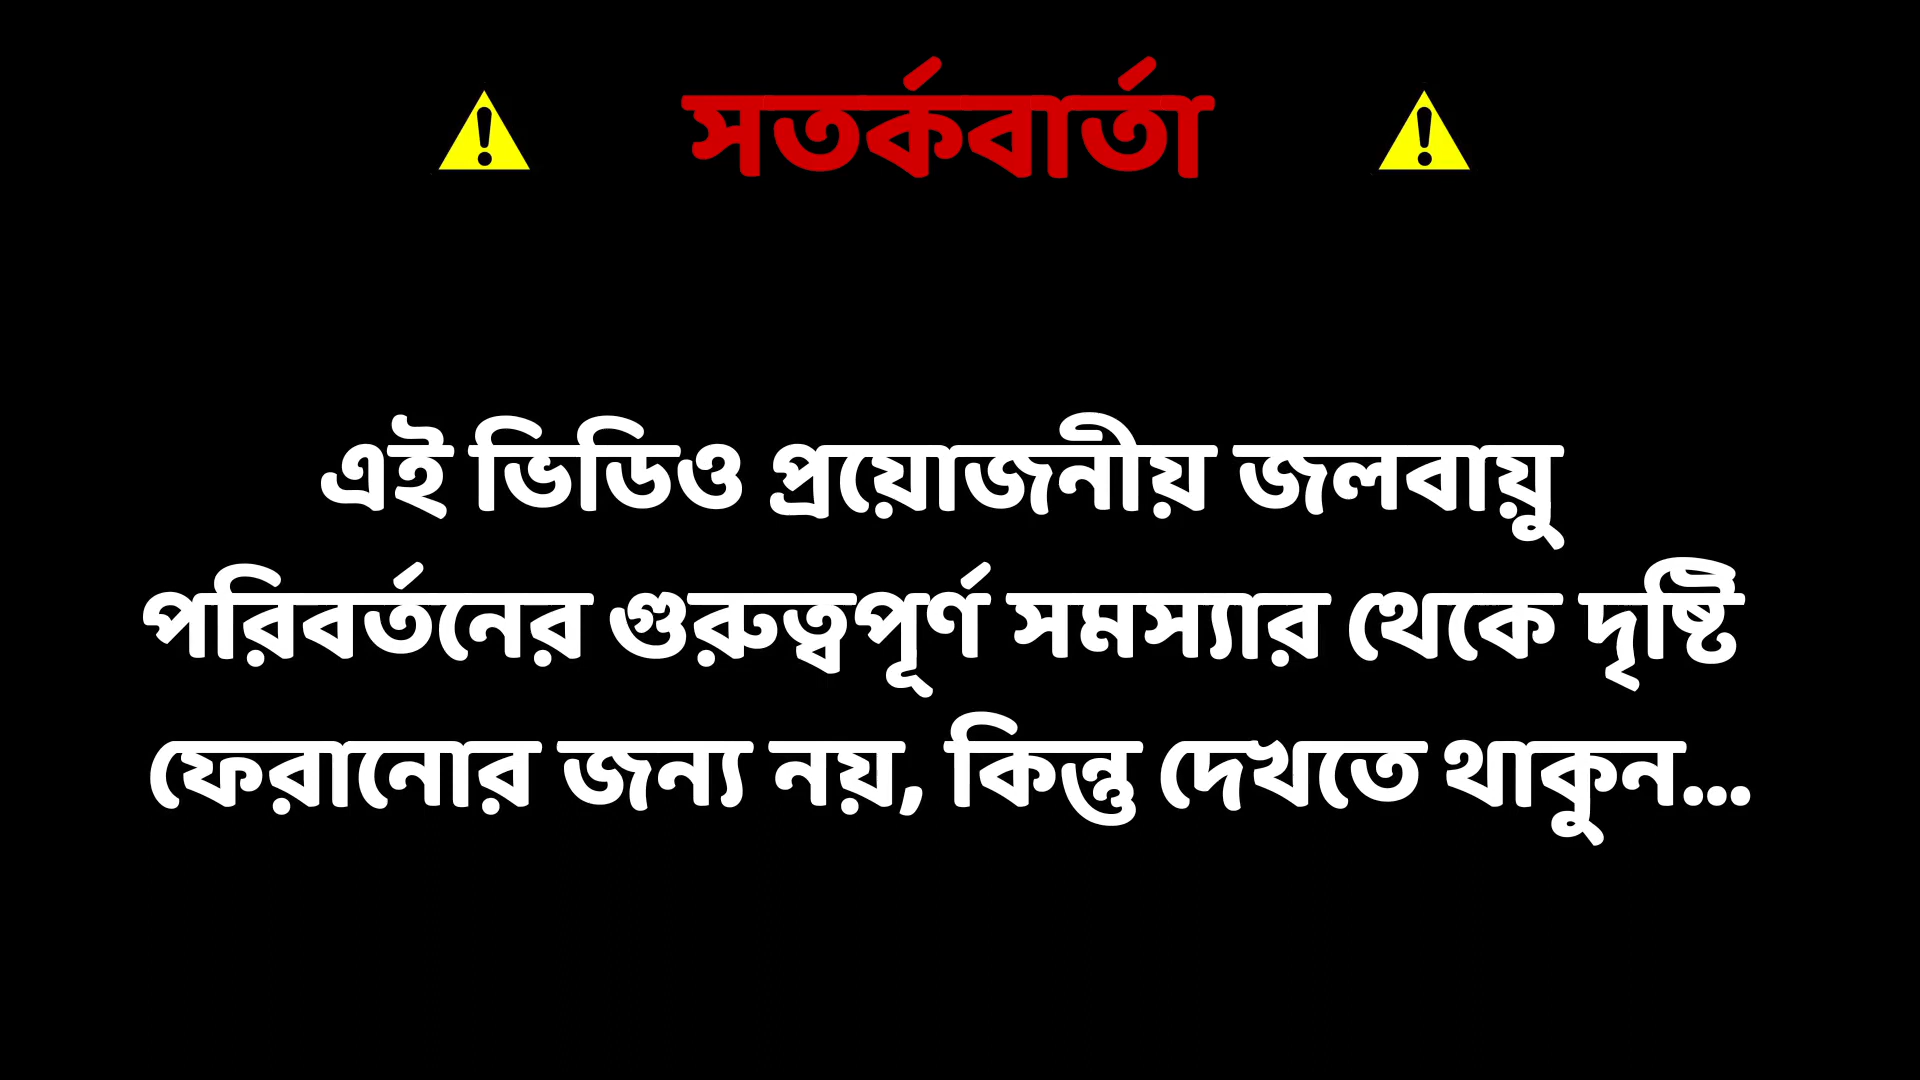 সতর্কবার্তা
এই ভিডিও প্রয়োজনীয় জলবায়ু
পরিবর্তনের গুরুত্বপূর্ণ সমস্যার থেকে দৃষ্টি
ফেরানোর জন্য নয়, কিন্তু দেখতে থাকুন...